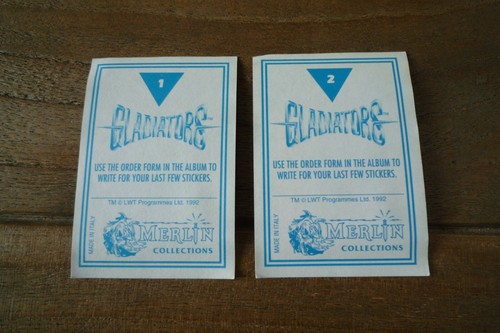 1
GLADIATORS TM
USE THE ORDER FORM IN THE ALBUM TO
WRITE FOR YOUR LAST FEW STICKERS.
TM © LWT Programmes Ltd. 1992
MADE IN ITALY
MERLIN
COLLECTIONS
2
GLADIATORS TM
USE THE ORDER FORM IN THE ALBUM TO
WRITE FOR YOUR LAST FEW STICKERS.
TM © LWT Programmes Ltd. 1992
MADE IN ITALY
MERLIN
COLLECTIONS